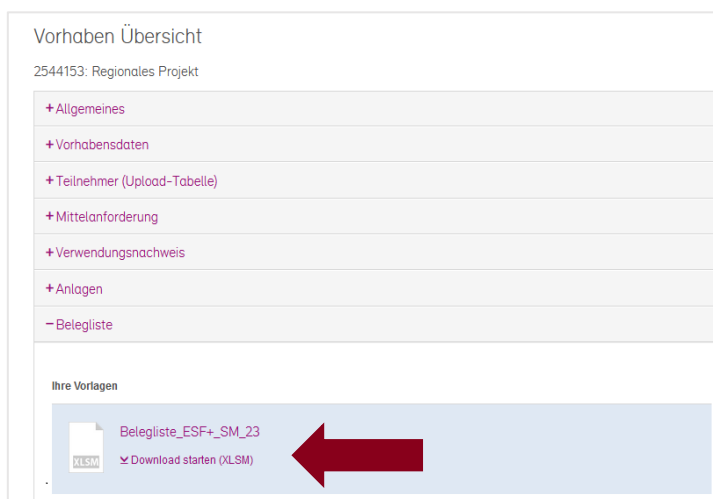 Vorhaben Übersicht
2544153: Regionales Projekt
+ Allgemeines
+ Vorhabensdaten
+ Teilnehmer (Upload-Tabelle)
+ Mittelanforderung
+ Verwendungsnachweis
+ Anlagen
− Belegliste
Ihre Vorlagen
Belegliste_ESF+_SM_23
XLSM
Download starten (XLSM)
.